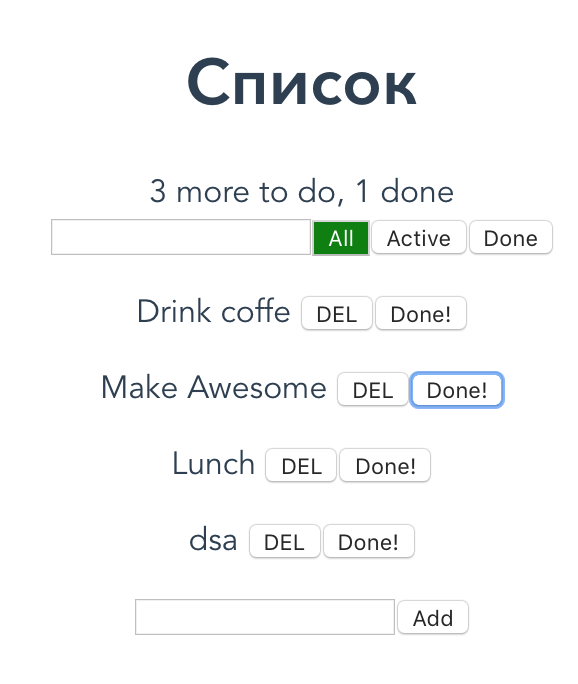 Список
3 more to do, 1 done
All Active Done
Drink coffe DEL Done!
Make Awesome DEL Done!
Lunch DEL Done!
dsa DEL Done!
Add